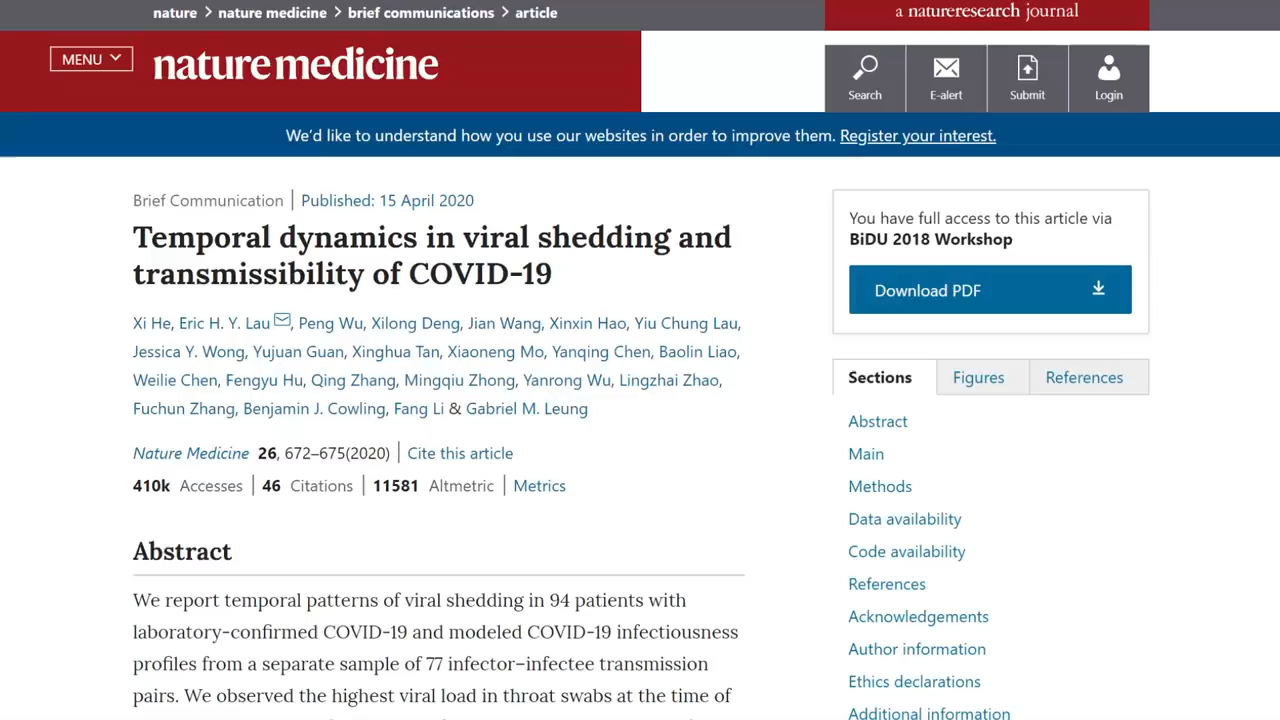 nature > nature medicine > brief communications > article
a natureresearch journal
MENU
nature medicine
Search
E-alert
Submit
Login
We'd like to understand how you use our websites in order to improve them. Register your interest.
Brief Communication | Published: 15 April 2020
Temporal dynamics in viral shedding and
transmissibility of COVID-19
Xi He, Eric H. Y. Lau, Peng Wu, Xilong Deng, Jian Wang, Xinxin Hao, Yiu Chung Lau,
Jessica Y. Wong, Yujuan Guan, Xinghua Tan, Xiaoneng Mo, Yanqing Chen, Baolin Liao,
Weilie Chen, Fengyu Hu, Qing Zhang, Mingqiu Zhong, Yanrong Wu, Lingzhai Zhao,
Fuchun Zhang, Benjamin J. Cowling, Fang Li & Gabriel M. Leung
Nature Medicine 26, 672–675(2020) | Cite this article
410k Accesses | 46 Citations | 11581 Altmetric | Metrics
Abstract
We report temporal patterns of viral shedding in 94 patients with
laboratory-confirmed COVID-19 and modeled COVID-19 infectiousness
profiles from a separate sample of 77 infector–infectee transmission
pairs. We observed the highest viral load in throat swabs at the time of
You have full access to this article via
BiDU 2018 Workshop
Download PDF
Sections
Figures
References
Abstract
Main
Methods
Data availability
Code availability
References
Acknowledgements
Author information
Ethics declarations
Additional information